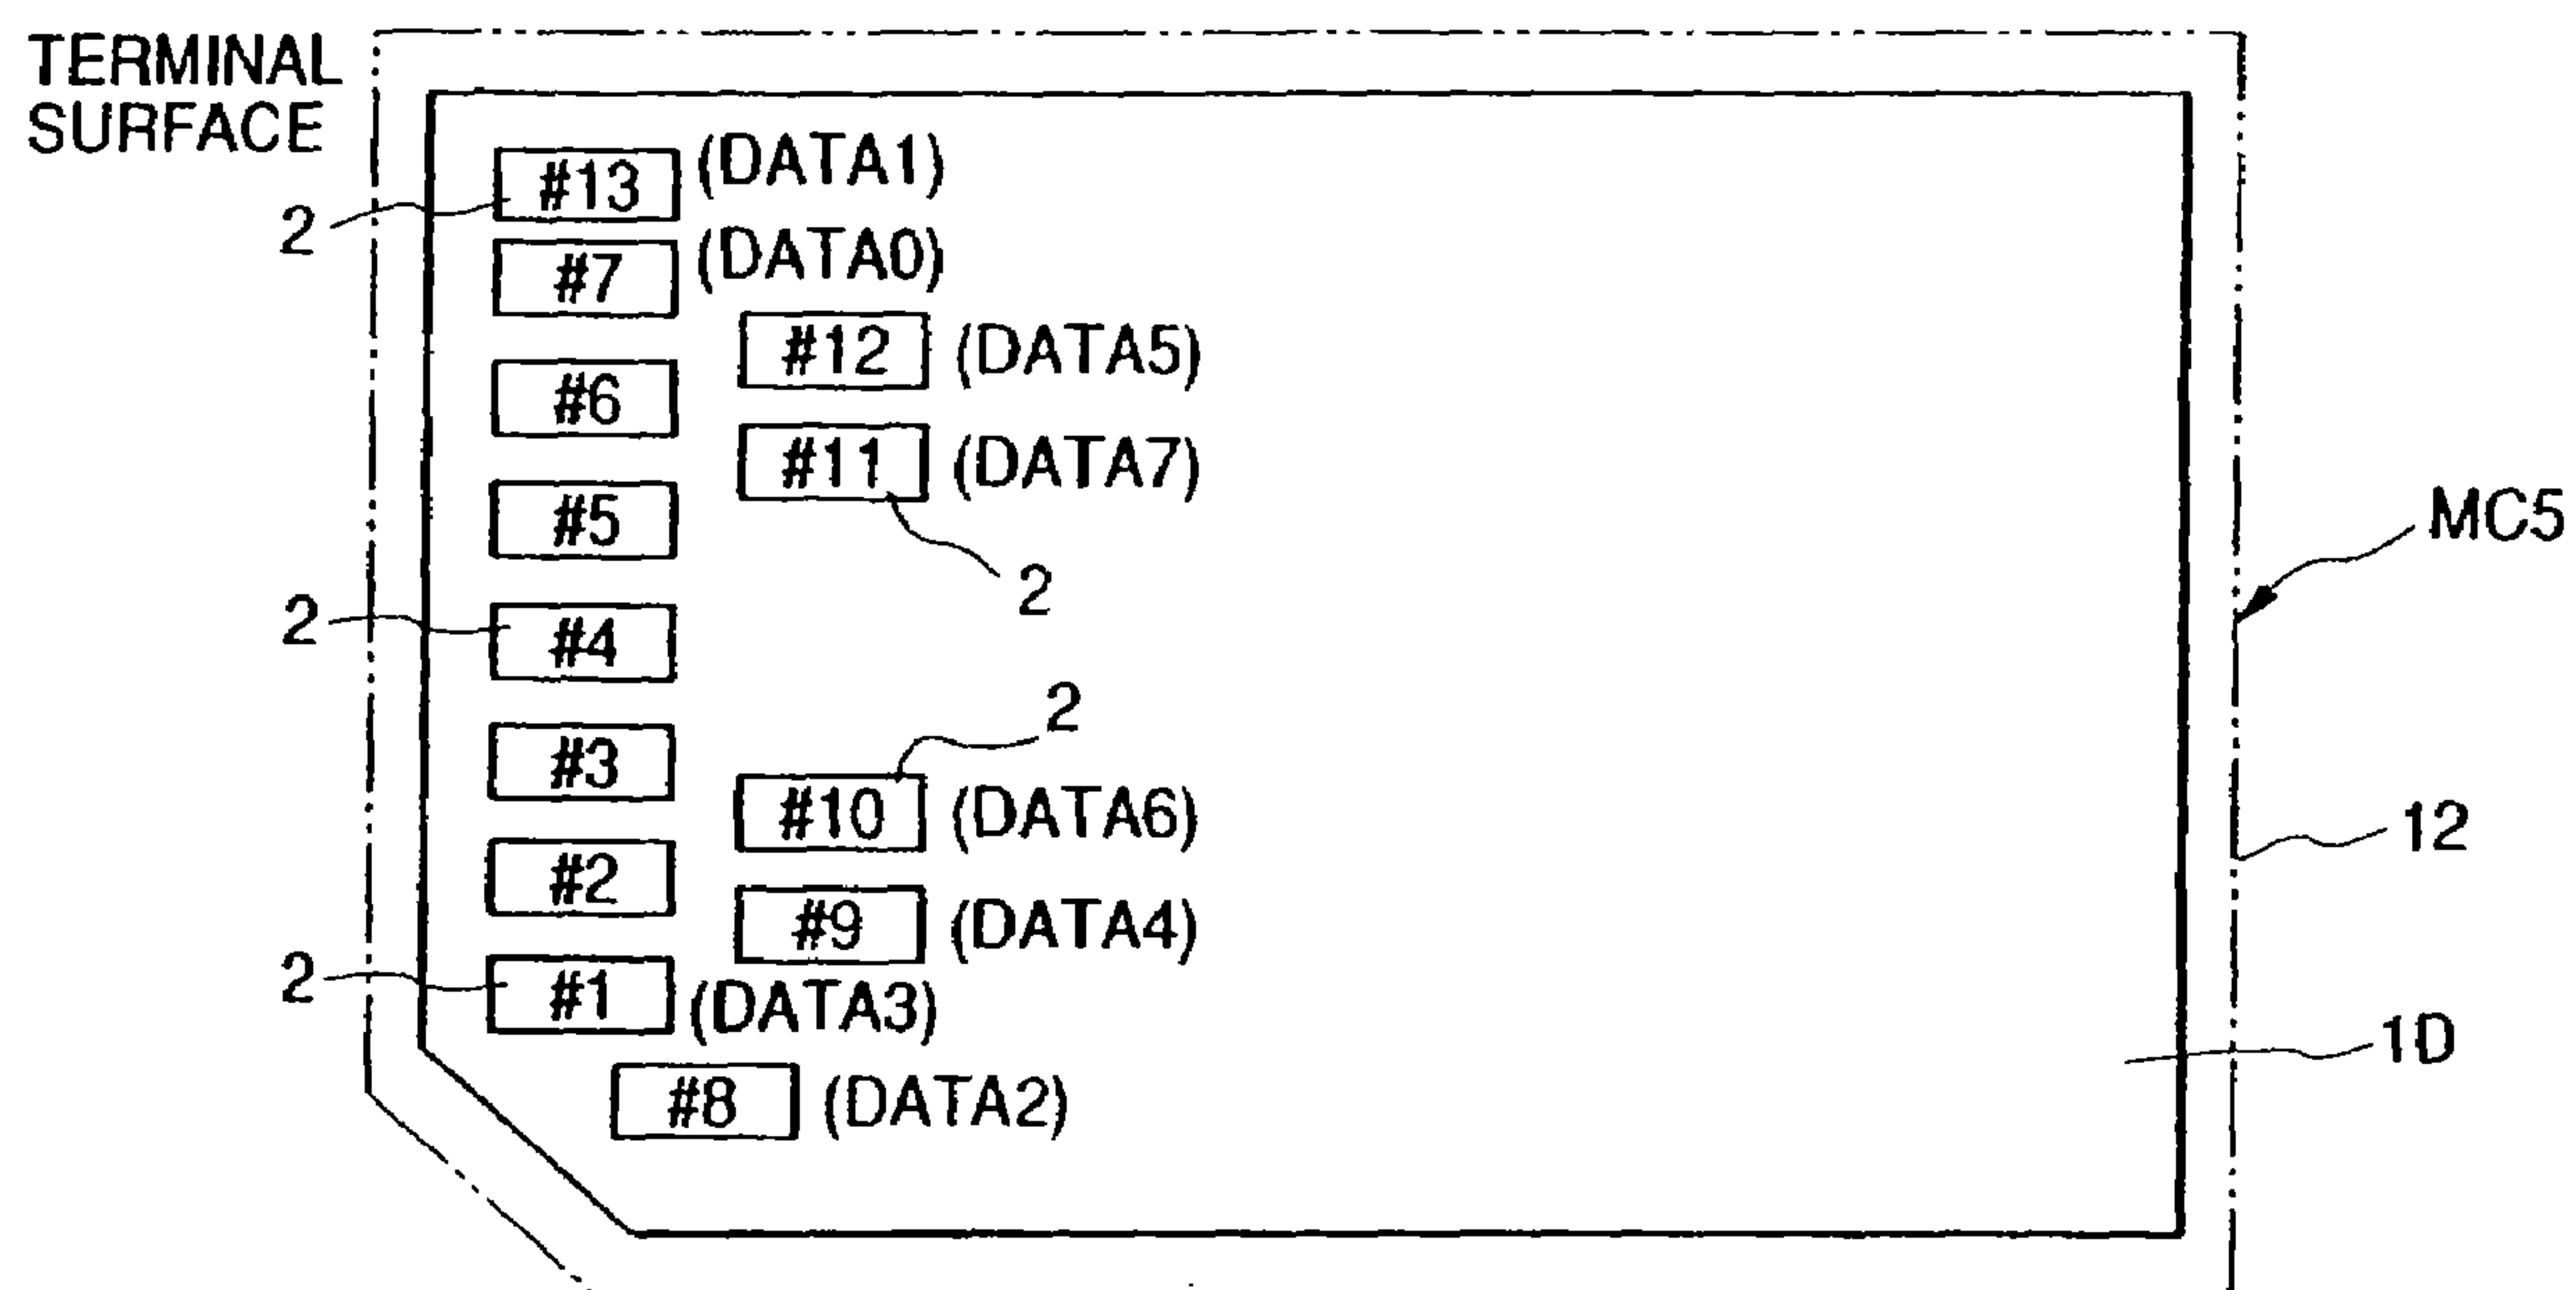 TERMINAL
SURFACE
#13 (DATA1)
2
#7 (DATA0)
#12 (DATA5)
#6
#11 (DATA7)
#5
MC5
2
2
#4
2
#3
#10 (DATA6)
12
#2
#9 (DATA4)
2
#1 (DATA3)
1D
#8 (DATA2)